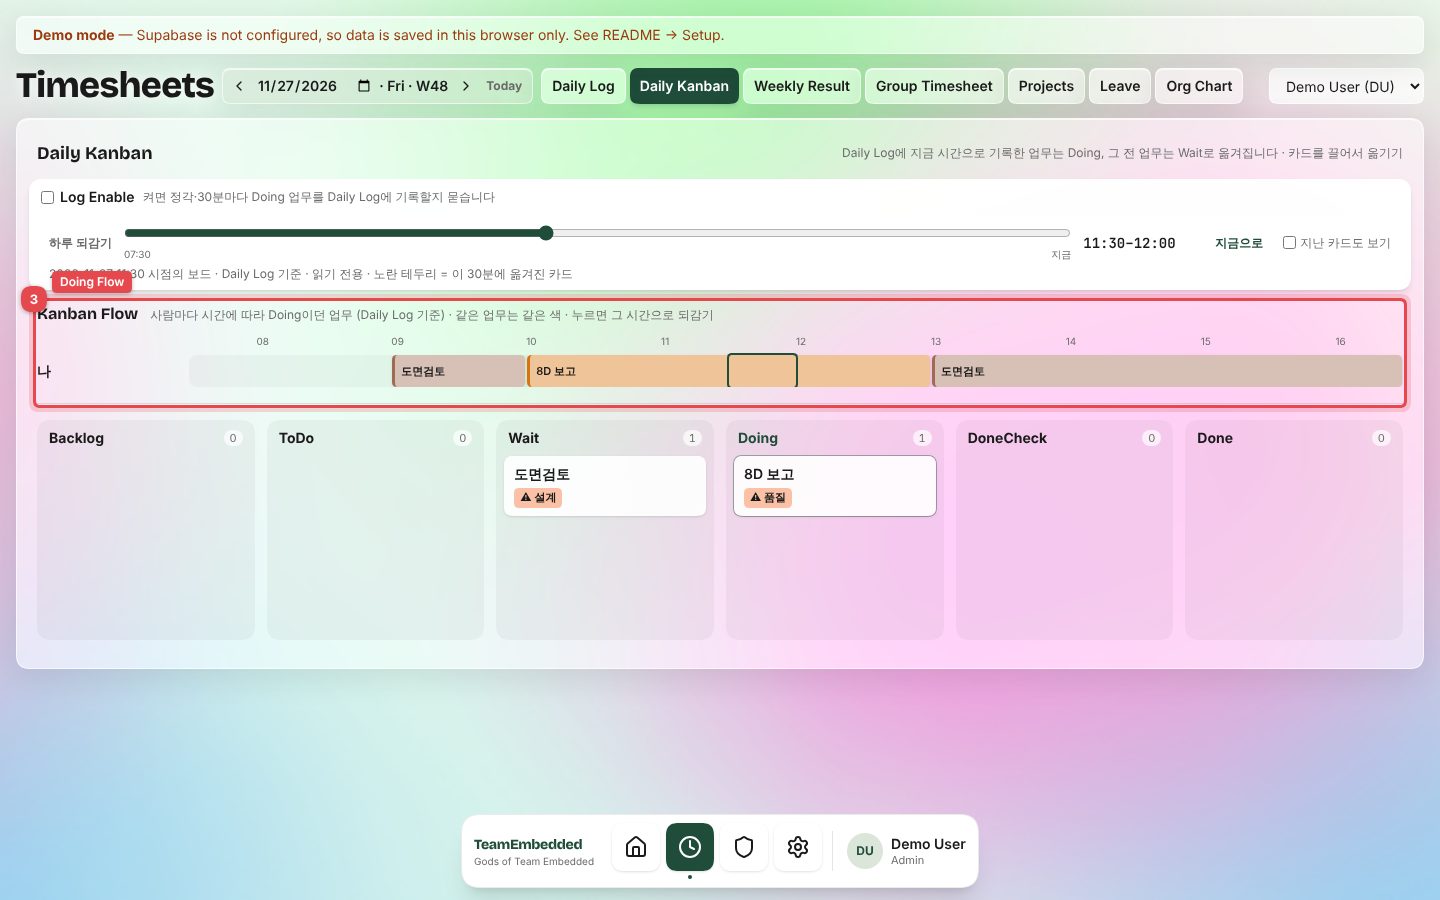 Demo mode — Supabase is not configured, so data is saved in this browser only. See README → Setup.
Timesheets
11/27/2026 · Fri · W48 Today
Daily Log
Daily Kanban
Weekly Result
Group Timesheet
Projects
Leave
Org Chart
Demo User (DU)
Daily Kanban
Daily Log에 지금 시간으로 기록한 업무는 Doing, 그 전 업무는 Wait로 옮겨집니다 · 카드를 끌어서 옮기기
Log Enable 켜면 정각·30분마다 Doing 업무를 Daily Log에 기록할지 묻습니다
하루 되감기
07:30
지금
11:30–12:00
지금으로
지난 카드도 보기
30 시점의 보드 · Daily Log 기준 · 읽기 전용 · 노란 테두리 = 이 30분에 옮겨진 카드
Doing Flow
3
Kanban Flow 사람마다 시간에 따라 Doing이던 업무 (Daily Log 기준) · 같은 업무는 같은 색 · 누르면 그 시간으로 되감기
08 09 10 11 12 13 14 15 16
나
도면검토
8D 보고
도면검토
Backlog 0
ToDo 0
Wait 1
도면검토
⚠ 설계
Doing 1
8D 보고
⚠ 품질
DoneCheck 0
Done 0
TeamEmbedded
Gods of Team Embedded
DU
Demo User
Admin